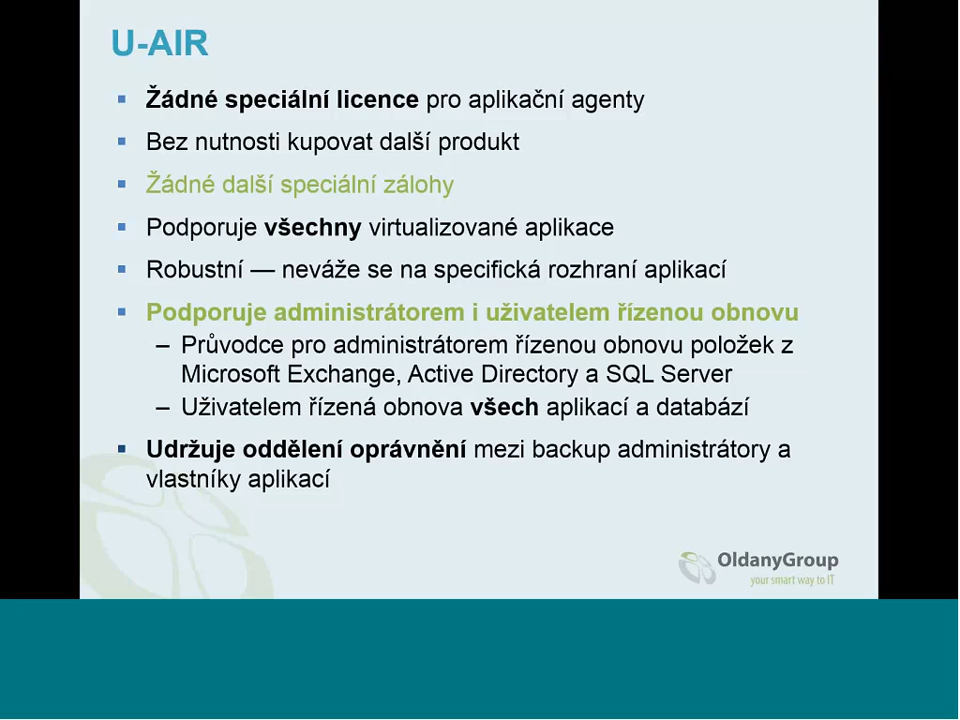 U-AIR
▪ Žádné speciální licence pro aplikační agenty
▪ Bez nutnosti kupovat další produkt
▪ Žádné další speciální zálohy
▪ Podporuje všechny virtualizované aplikace
▪ Robustní — neváže se na specifická rozhraní aplikací
▪ Podporuje administrátorem i uživatelem řízenou obnovu
– Průvodce pro administrátorem řízenou obnovu položek z
Microsoft Exchange, Active Directory a SQL Server
– Uživatelem řízená obnova všech aplikací a databází
▪ Udržuje oddělení oprávnění mezi backup administrátory a
vlastníky aplikací
OldanyGroup
your smart way to IT